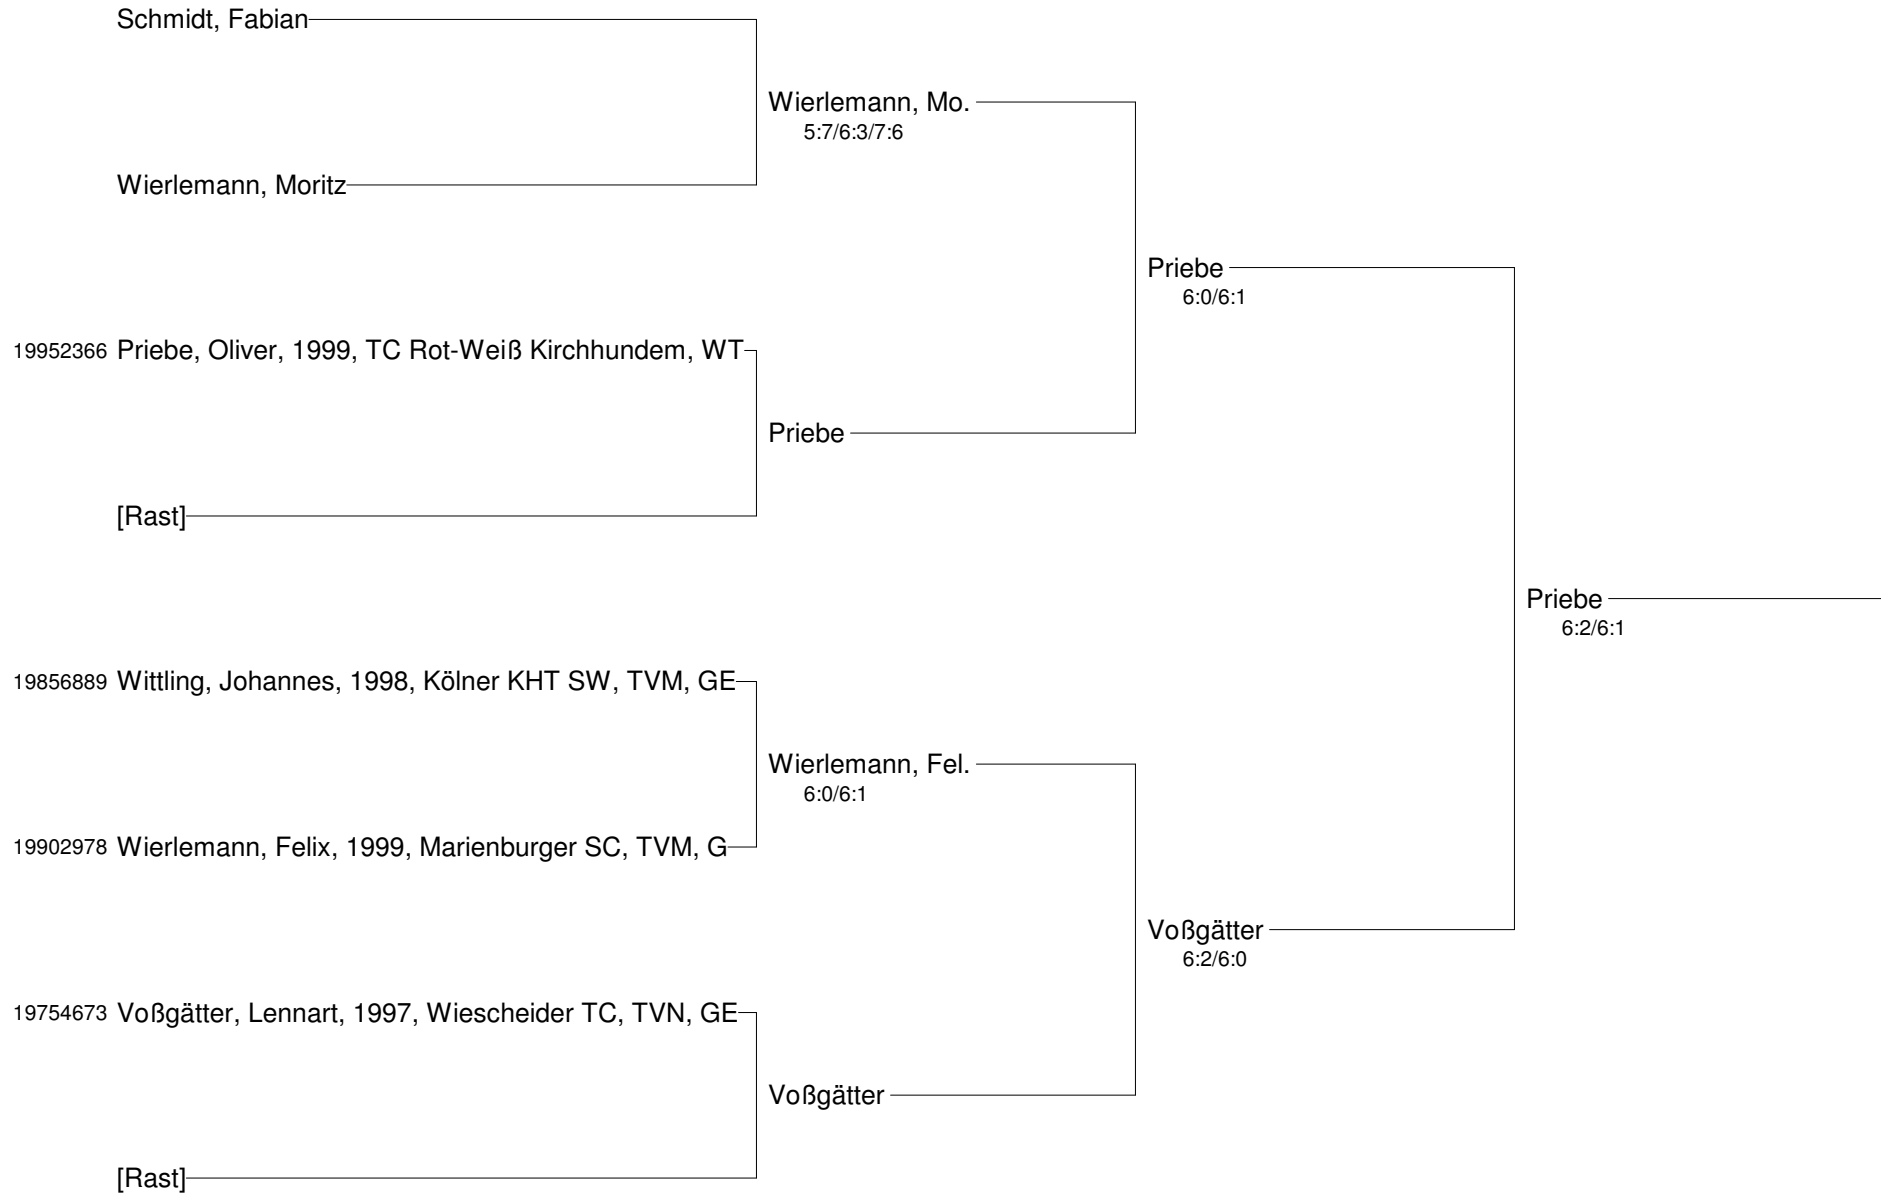 Schmidt, Fabian
Wierlemann, Mo.
5:7/6:3/7:6
Wierlemann, Moritz
Priebe
6:0/6:1
19952366 Priebe, Oliver, 1999, TC Rot-Weiß Kirchhundem, WT
Priebe
[Rast]
Priebe
6:2/6:1
19856889 Wittling, Johannes, 1998, Kölner KHT SW, TVM, GE
Wierlemann, Fel.
6:0/6:1
19902978 Wierlemann, Felix, 1999, Marienburger SC, TVM, G
Voßgätter
6:2/6:0
19754673 Voßgätter, Lennart, 1997, Wiescheider TC, TVN, GE
Voßgätter
[Rast]